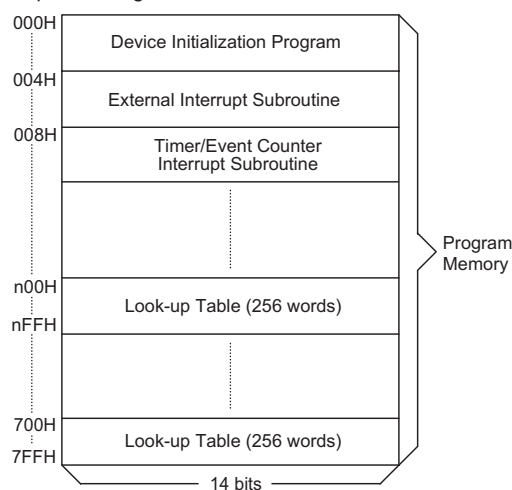 000H
Device Initialization Program
004H
External Interrupt Subroutine
008H
Timer/Event Counter
Interrupt Subroutine
Program
Memory
n00H
Look-up Table (256 words)
nFFH
700H
Look-up Table (256 words)
7FFH
14 bits